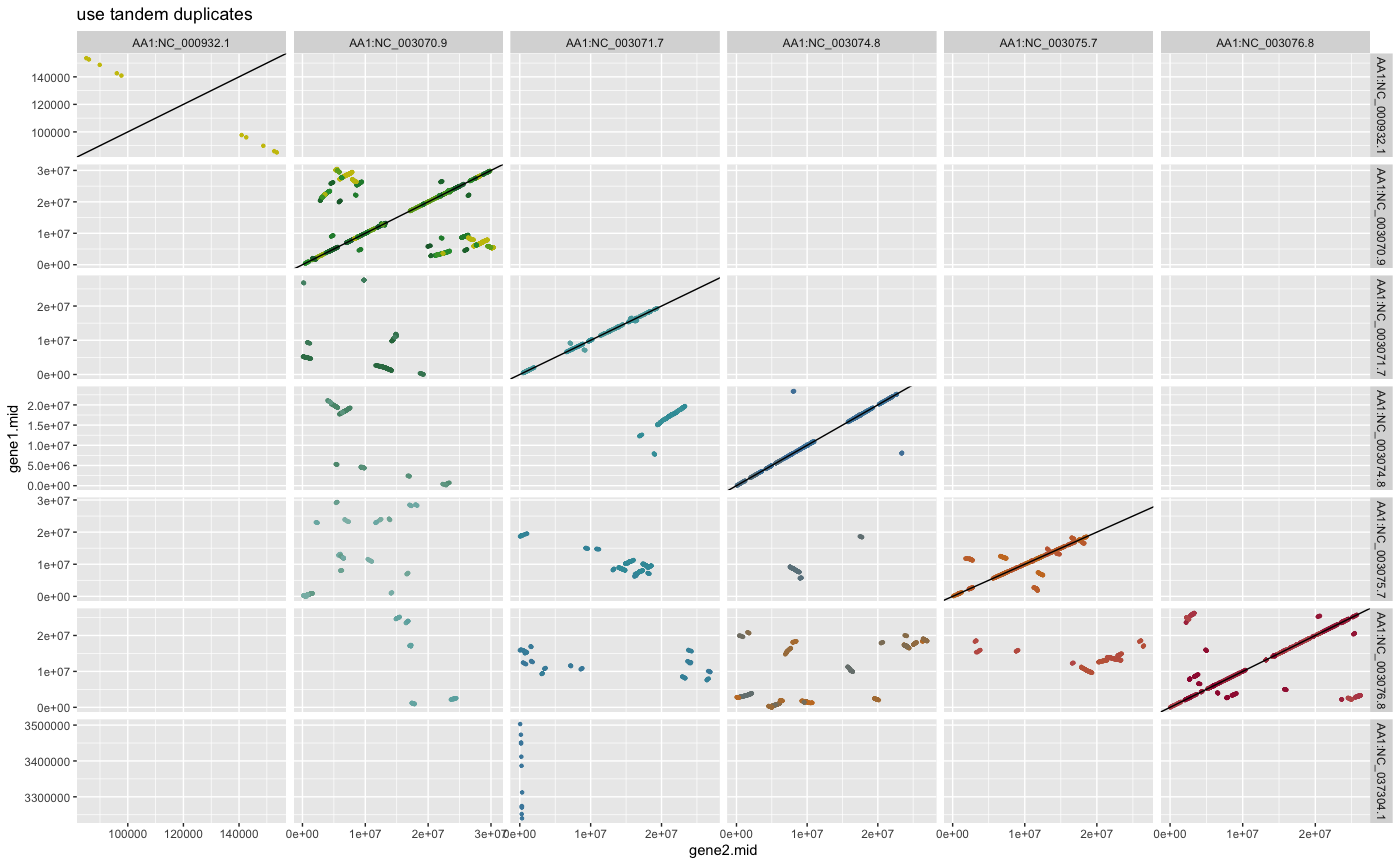 use tandem duplicates
AA1:NC_000932.1 AA1:NC_003070.9 AA1:NC_003071.7 AA1:NC_003074.8 AA1:NC_003075.7 AA1:NC_003076.8
140000
120000
100000
AA1:NC_000932.1
3e+07
2e+07
1e+07
0e+00
AA1:NC_003070.9
2e+07
1e+07
0e+00
AA1:NC_003071.7
2.0e+07
1.5e+07
1.0e+07
5.0e+06
0.0e+00
AA1:NC_003074.8
3e+07
2e+07
1e+07
0e+00
AA1:NC_003075.7
2e+07
1e+07
0e+00
AA1:NC_003076.8
3500000
3400000
3300000
AA1:NC_037304.1
gene1.mid
100000 120000 140000 0e+00 1e+07 2e+07 3e+07 0e+00 1e+07 2e+07 0e+00 1e+07 2e+07 0e+00 1e+07 2e+07 0e+00 1e+07 2e+07
gene2.mid